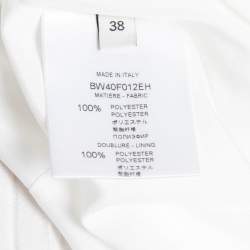 38
MADE IN ITALY
BW40F012EH
MATIERE - FABRIC
100% POLYESTER
POLYESTER
ポリエステル
聚酯纤维
ПОЛИЭФИР
DOUBLURE - LINING
100% POLYESTER
POLYESTER
ポリエステル
聚酯纤维